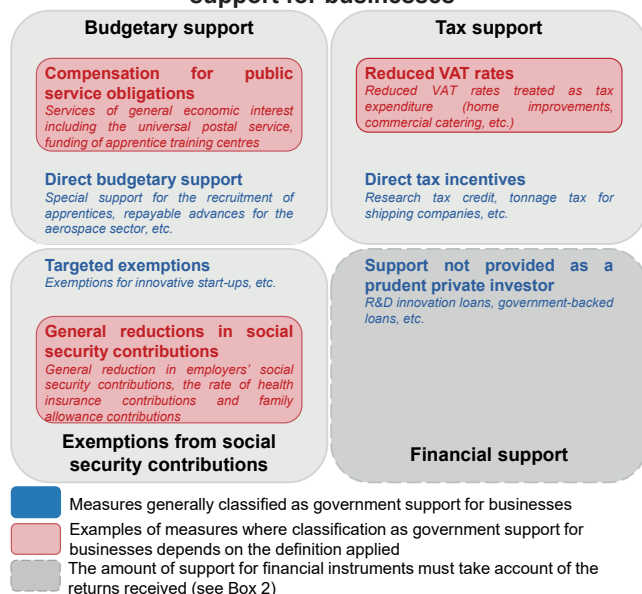 support for businesses
Budgetary support
Compensation for public
service obligations
Services of general economic interest
including the universal postal service,
funding of apprentice training centres
Direct budgetary support
Special support for the recruitment of
apprentices, repayable advances for the
aerospace sector, etc.
Tax support
Reduced VAT rates
Reduced VAT rates treated as tax
expenditure (home improvements,
commercial catering, etc.)
Direct tax incentives
Research tax credit, tonnage tax for
shipping companies, etc.
Targeted exemptions
Exemptions for innovative start-ups, etc.
General reductions in social
security contributions
General reduction in employers' social
security contributions, the rate of health
insurance contributions and family
allowance contributions
Exemptions from social
security contributions
Support not provided as a
prudent private investor
R&D innovation loans, government-backed
loans, etc.
Financial support
Measures generally classified as government support for businesses
Examples of measures where classification as government support for
businesses depends on the definition applied
The amount of support for financial instruments must take account of the
returns received (see Box 2)